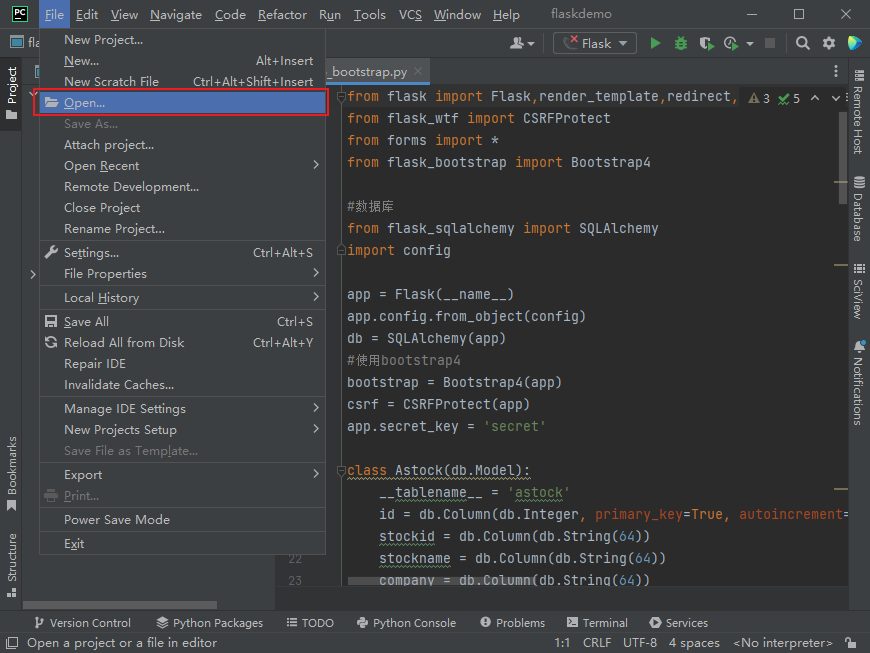 PC File Edit View Navigate Code Refactor Run Tools VCS Window Help flaskdemo
fla
Flask
_bootstrap.py
Project
New Project...
New... Alt+Insert
New Scratch File Ctrl+Alt+Shift+Insert
Open...
Save As...
Attach project...
Open Recent
Remote Development...
Close Project
Rename Project...
Settings... Ctrl+Alt+S
File Properties
Local History
Save All Ctrl+S
Reload All from Disk Ctrl+Alt+Y
Repair IDE
Invalidate Caches...
Manage IDE Settings
New Projects Setup
Save File as Template...
Export
Print...
Power Save Mode
Exit
from flask import Flask,render_template,redirect,
3 5
from flask_wtf import CSRFProtect
from forms import *
from flask_bootstrap import Bootstrap4
#数据库
from flask_sqlalchemy import SQLAlchemy
import config
app = Flask(__name__)
app.config.from_object(config)
db = SQLAlchemy(app)
#使用bootstrap4
bootstrap = Bootstrap4(app)
csrf = CSRFProtect(app)
app.secret_key = 'secret'
class Astock(db.Model):
__tablename__ = 'astock'
id = db.Column(db.Integer, primary_key=True, autoincrement=
stockid = db.Column(db.String(64))
22 stockname = db.Column(db.String(64))
23 company = db.Column(db.String(64))
Remote Host
Database
SciView
Notifications
Bookmarks
Structure
Version Control Python Packages TODO Python Console Problems Terminal Services
Open a project or a file in editor 1:1 CRLF UTF-8 4 spaces <No interpreter>